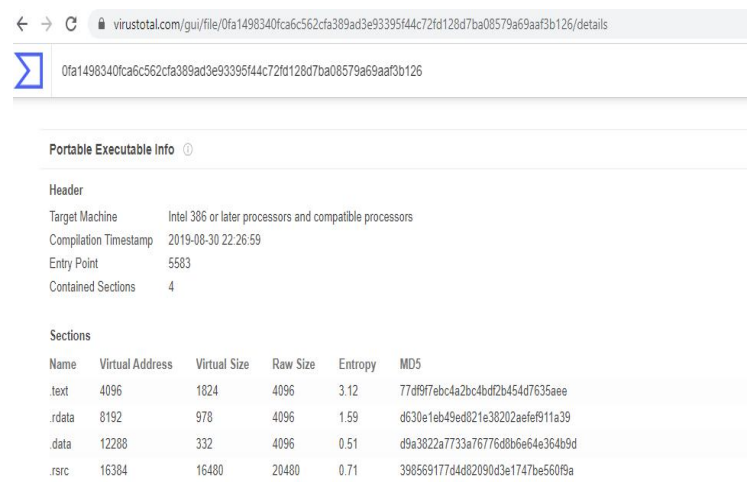 virustotal.com/gui/file/0fa1498340fca6c562cfa389ad3e93395f44c72fd128d7ba08579a69aaf3b126/details
0fa1498340fca6c562cfa389ad3e93395f44c72fd128d7ba08579a69aaf3b126
Portable Executable Info
Header
Target Machine Intel 386 or later processors and compatible processors
Compilation Timestamp 2019-08-30 22:26:59
Entry Point 5583
Contained Sections 4
Sections
Name Virtual Address Virtual Size Raw Size Entropy MD5
.text 4096 1824 4096 3.12 77df9f7ebc4a2bc4bdf2b454d7635aee
.rdata 8192 978 4096 1.59 d630e1eb49ed821e38202aefef911a39
.data 12288 332 4096 0.51 d9a3822a7733a76776d8b6e64e364b9d
.rsrc 16384 16480 20480 0.71 398569177d4d82090d3e1747be560f9a